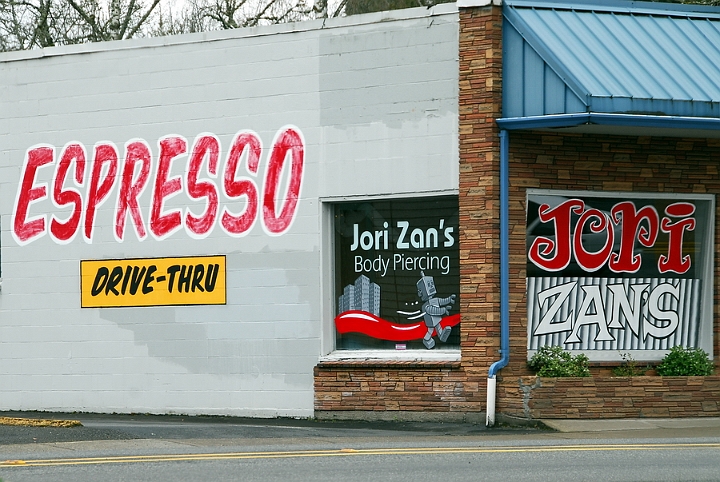 ESPRESSO
DRIVE-THRU
Jori Zan's
Body Piercing
JORi
ZAN'S